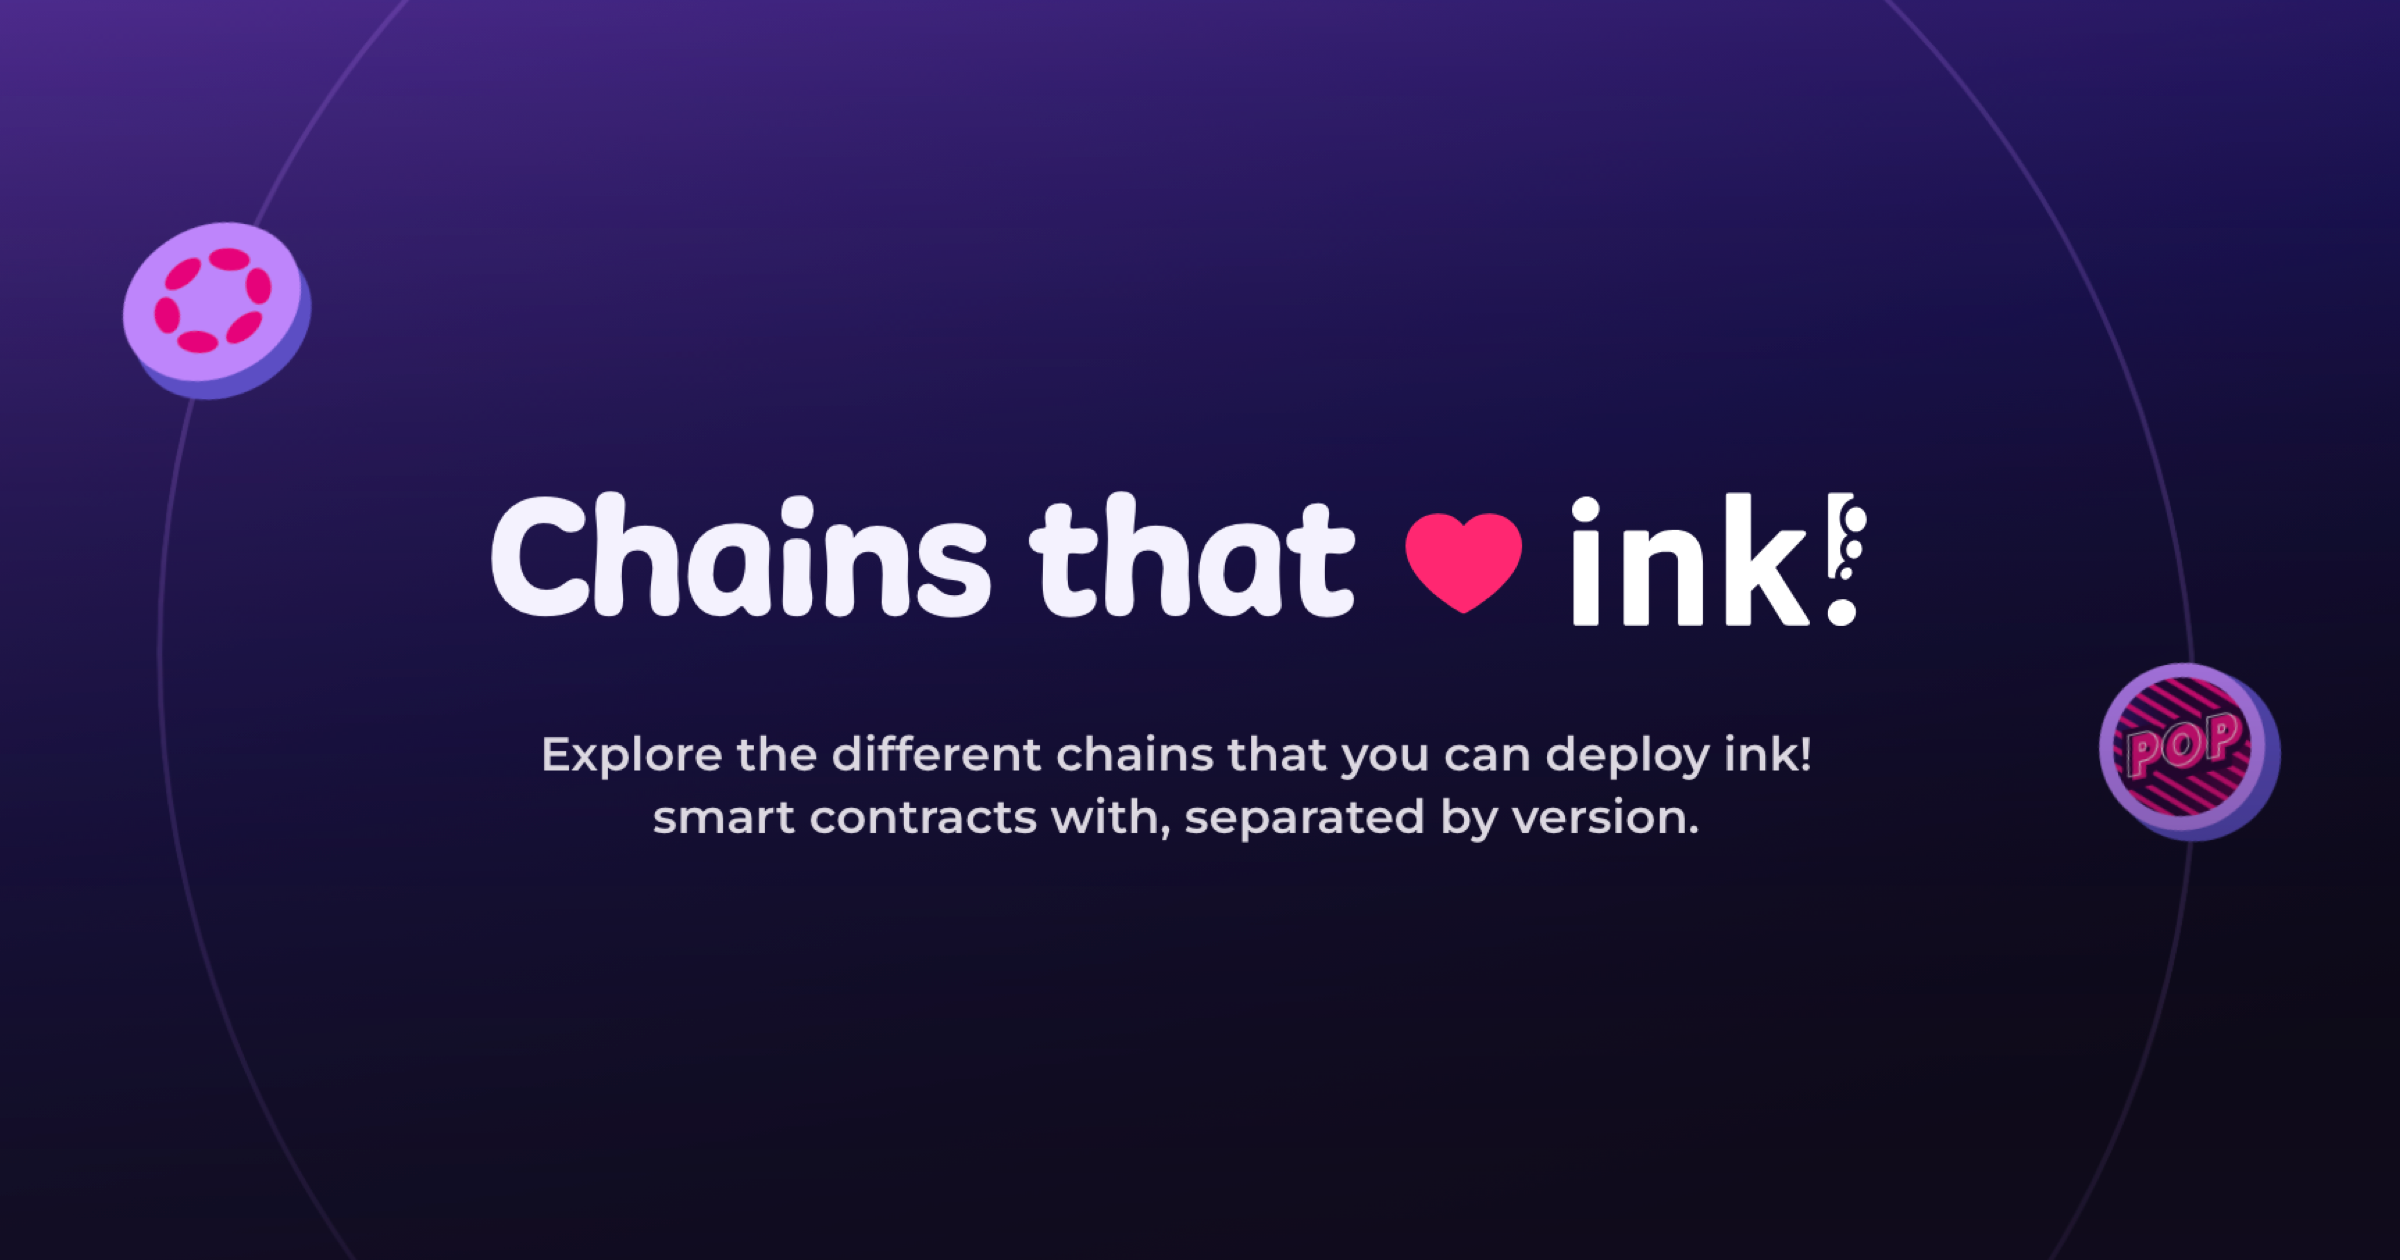 Chains that ❤ ink!
Explore the different chains that you can deploy ink!
smart contracts with, separated by version.
POP